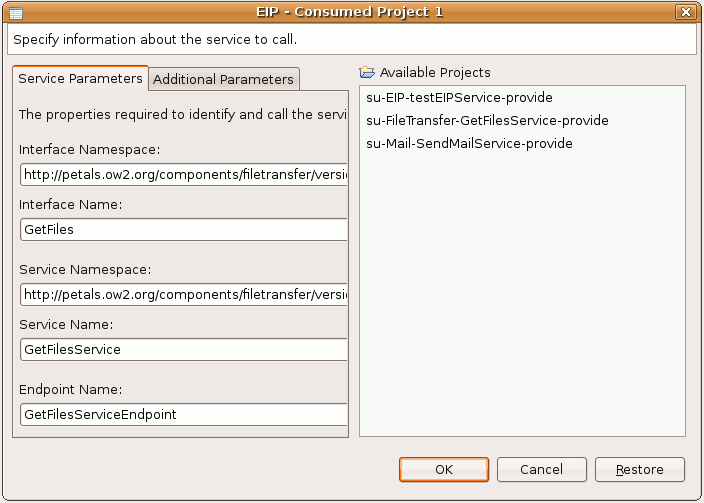 EIP - Consumed Project 1
Specify information about the service to call.
Service Parameters
Additional Parameters
The properties required to identify and call the servi
Interface Namespace:
http://petals.ow2.org/components/filetransfer/versio
Interface Name:
GetFiles
Service Namespace:
http://petals.ow2.org/components/filetransfer/versio
Service Name:
GetFilesService
Endpoint Name:
GetFilesServiceEndpoint
Available Projects
su-EIP-testEIPService-provide
su-FileTransfer-GetFilesService-provide
su-Mail-SendMailService-provide
OK
Cancel
Restore